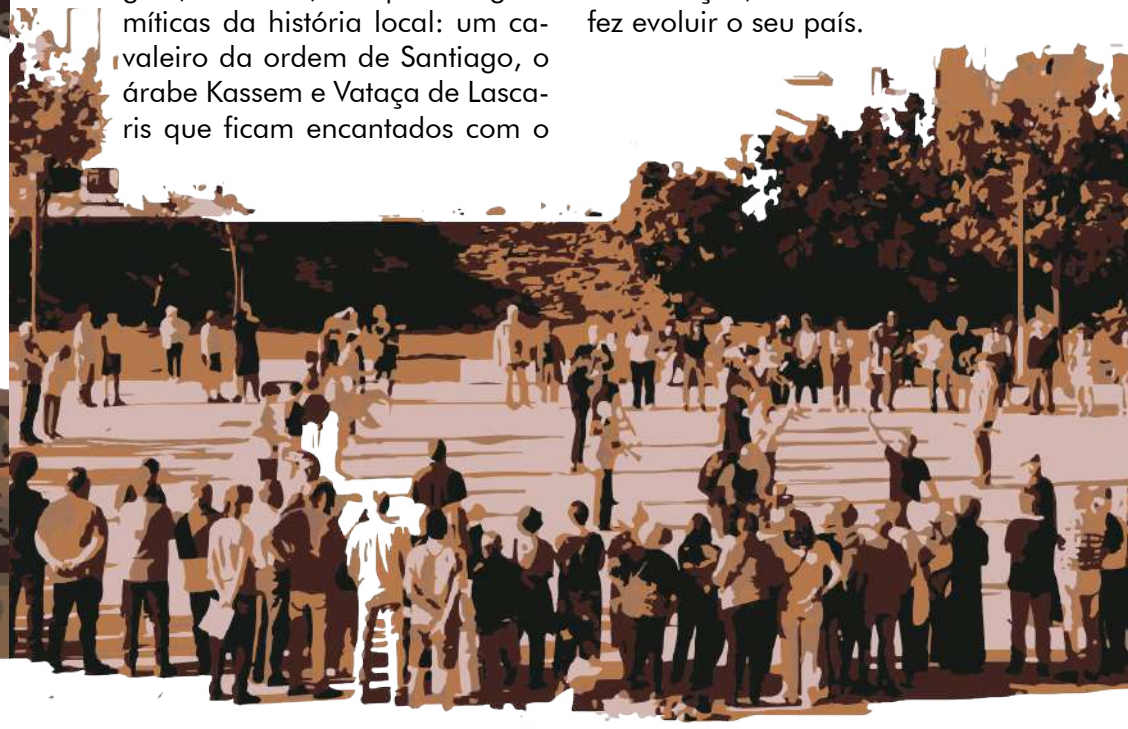 míticas da história local: um ca-
valeiro da ordem de Santiago, o
árabe Kassem e Vataça de Lasca-
ris que ficam encantados com o
fez evoluir o seu país.